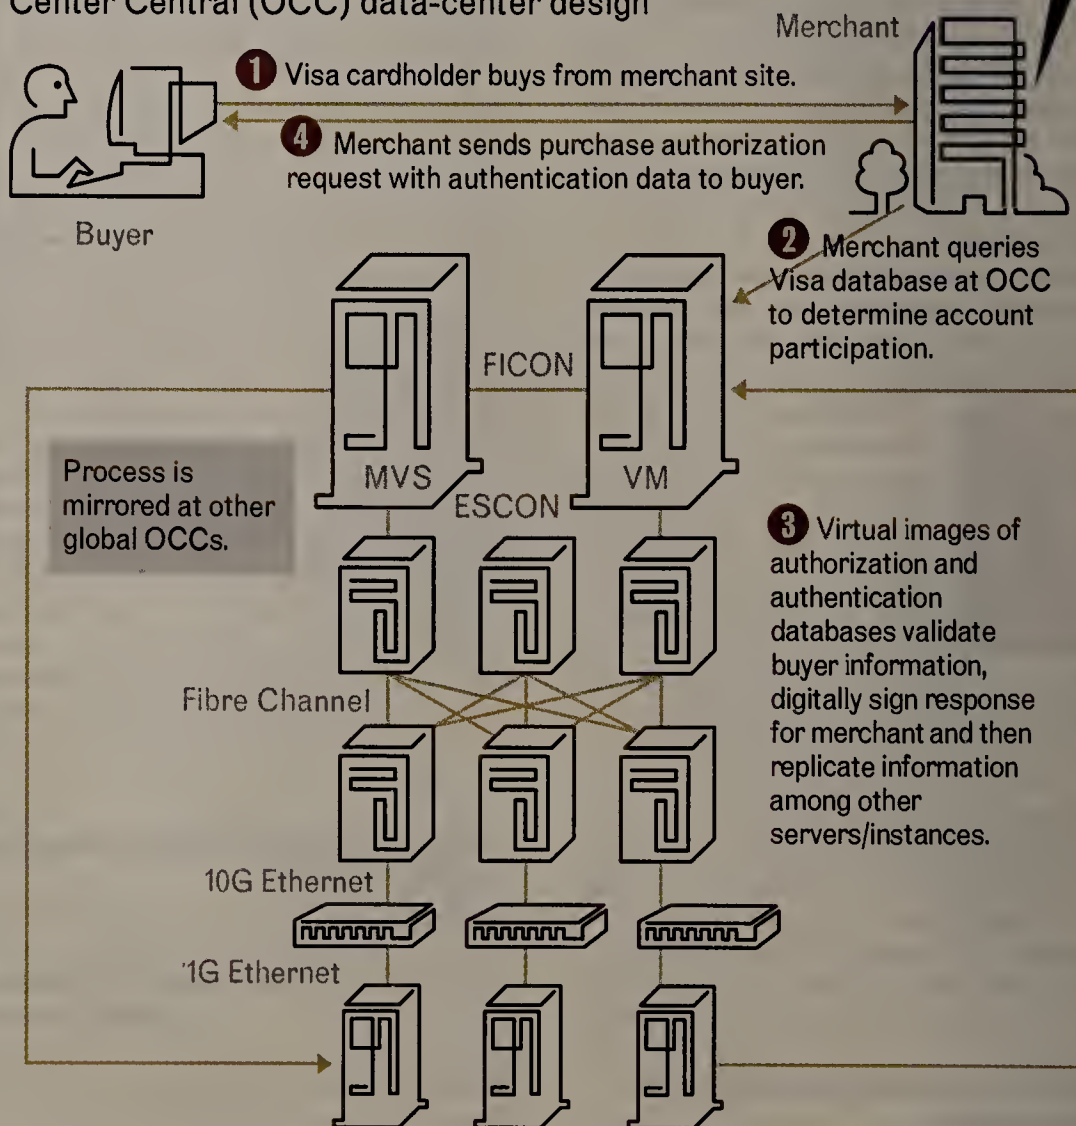 Center Central (OCC) data-center design
Merchant
1 Visa cardholder buys from merchant site.
4 Merchant sends purchase authorization
request with authentication data to buyer.
Buyer
2 Merchant queries
Visa database at OCC
to determine account
participation.
FICON
Process is
mirrored at other
global OCCs.
MVS
VM
ESCON
3 Virtual images of
authorization and
authentication
databases validate
buyer information,
digitally sign response
for merchant and then
replicate information
among other
servers/instances.
Fibre Channel
10G Ethernet
1G Ethernet